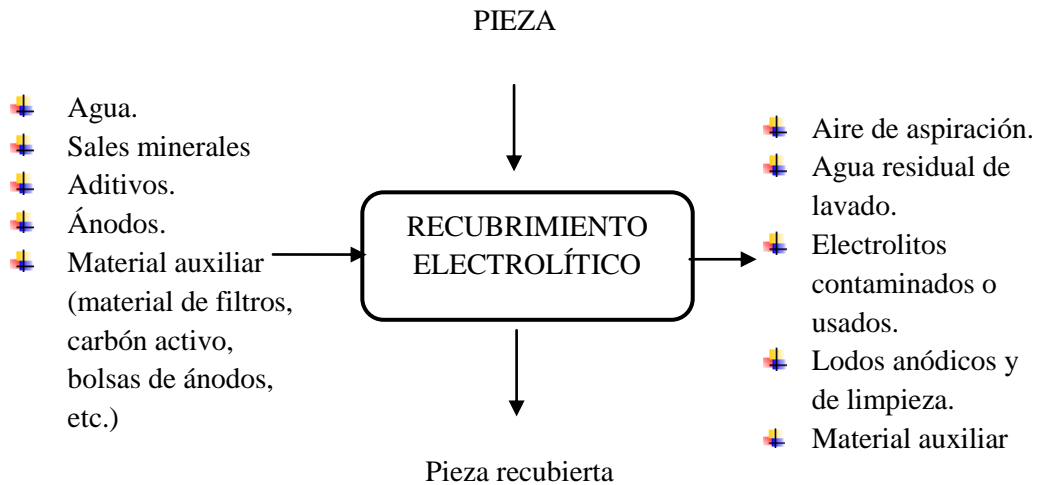 PIEZA
Agua.
Sales minerales
Aditivos.
Ánodos.
Material auxiliar
(material de filtros,
carbón activo,
bolsas de ánodos,
etc.)
RECUBRIMIENTO
ELECTROLÍTICO
Aire de aspiración.
Agua residual de
lavado.
Electrolitos
contaminados o
usados.
Lodos anódicos y
de limpieza.
Material auxiliar
Pieza recubierta